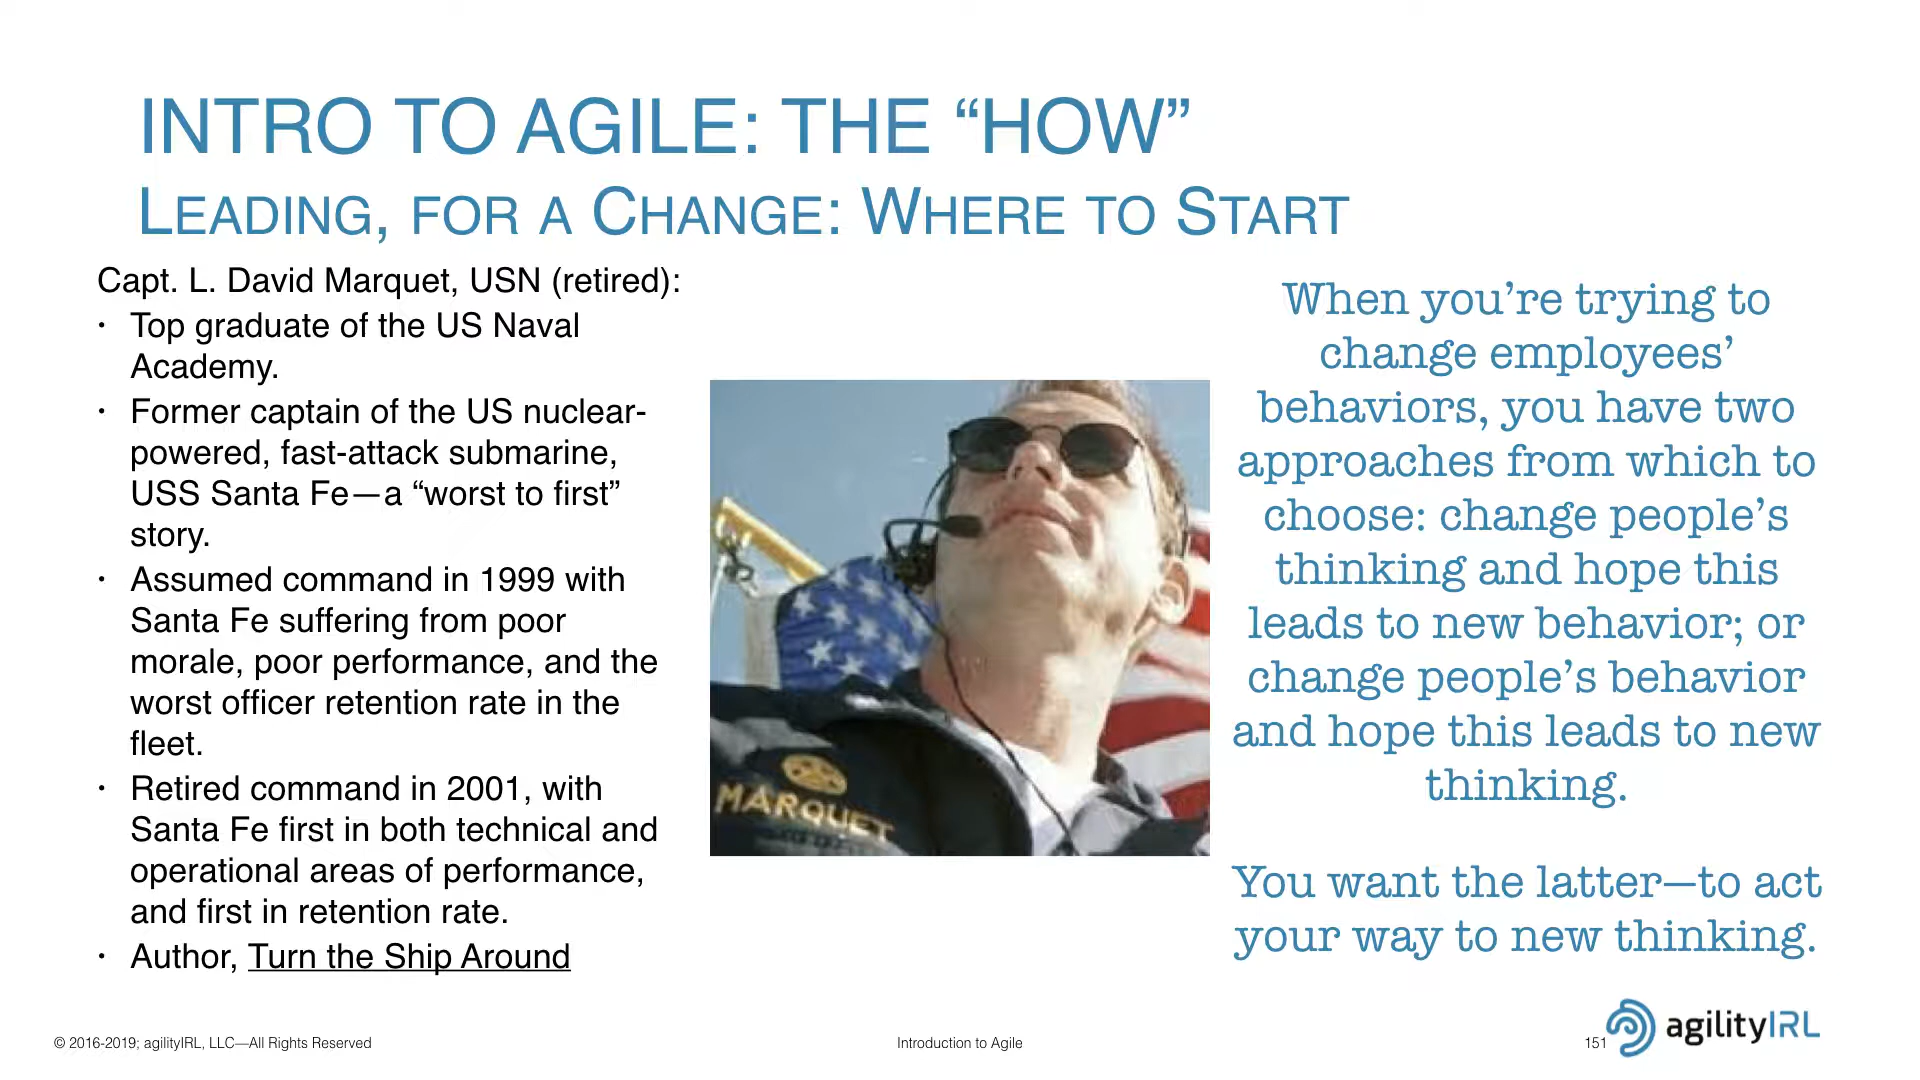 INTRO TO AGILE: THE “HOW”
LEADING, FOR A CHANGE: WHERE TO START
Capt. L. David Marquet, USN (retired):
• Top graduate of the US Naval
Academy.
• Former captain of the US nuclear-
powered, fast-attack submarine,
USS Santa Fe—a “worst to first”
story.
• Assumed command in 1999 with
Santa Fe suffering from poor
morale, poor performance, and the
worst officer retention rate in the
fleet.
• Retired command in 2001, with
Santa Fe first in both technical and
operational areas of performance,
and first in retention rate.
• Author, Turn the Ship Around
MARQUET
When you’re trying to
change employees’
behaviors, you have two
approaches from which to
choose: change people’s
thinking and hope this
leads to new behavior; or
change people’s behavior
and hope this leads to new
thinking.
You want the latter—to act
your way to new thinking.
© 2016-2019; agilityIRL, LLC—All Rights Reserved
Introduction to Agile
151
agilityIRL